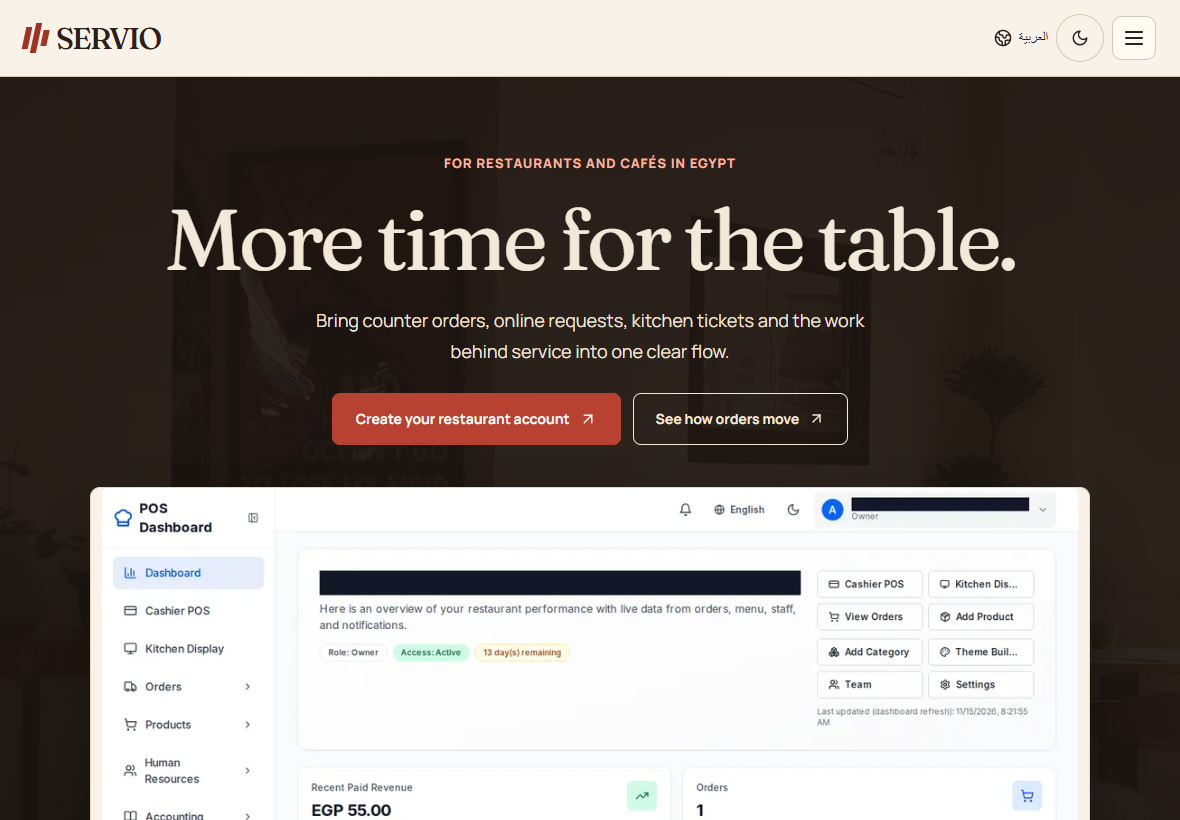 SERVIO
العربية
FOR RESTAURANTS AND CAFÉS IN EGYPT
More time for the table.
Bring counter orders, online requests, kitchen tickets and the work
behind service into one clear flow.
Create your restaurant account
See how orders move
POS
Dashboard
English
A
Owner
Dashboard
Cashier POS
Kitchen Display
Orders
Products
Human
Resources
Accounting
Here is an overview of your restaurant performance with live data from orders, menu, staff,
and notifications.
Role: Owner
Access: Active
13 day(s) remaining
Cashier POS
Kitchen Dis...
View Orders
Add Product
Add Category
Theme Buil...
Team
Settings
Last updated (dashboard refresh): 11/15/2026, 8:21:55
AM
Recent Paid Revenue
EGP 55.00
Orders
1